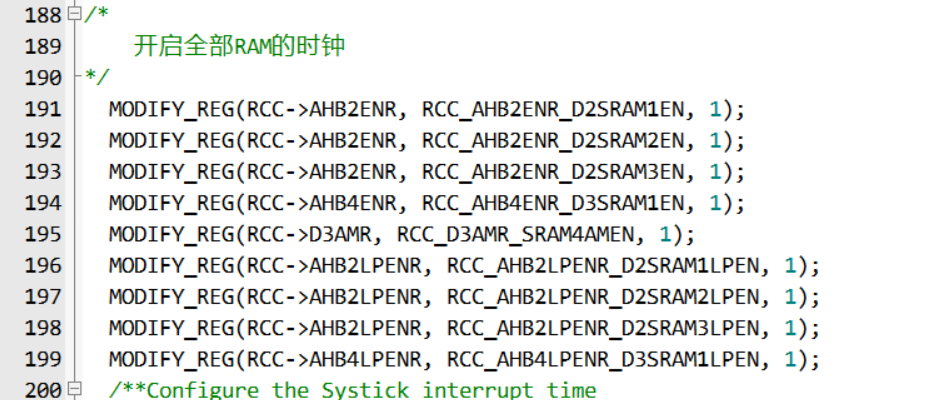 188 /*
189 开启全部RAM的时钟
190 */
191 MODIFY_REG(RCC->AHB2ENR, RCC_AHB2ENR_D2SRAM1EN, 1);
192 MODIFY_REG(RCC->AHB2ENR, RCC_AHB2ENR_D2SRAM2EN, 1);
193 MODIFY_REG(RCC->AHB2ENR, RCC_AHB2ENR_D2SRAM3EN, 1);
194 MODIFY_REG(RCC->AHB4ENR, RCC_AHB4ENR_D3SRAM1EN, 1);
195 MODIFY_REG(RCC->D3AMR, RCC_D3AMR_SRAM4AMEN, 1);
196 MODIFY_REG(RCC->AHB2LPENR, RCC_AHB2LPENR_D2SRAM1LPEN, 1);
197 MODIFY_REG(RCC->AHB2LPENR, RCC_AHB2LPENR_D2SRAM2LPEN, 1);
198 MODIFY_REG(RCC->AHB2LPENR, RCC_AHB2LPENR_D2SRAM3LPEN, 1);
199 MODIFY_REG(RCC->AHB4LPENR, RCC_AHB4LPENR_D3SRAM1LPEN, 1);
200 /**Configure the Systick interrupt time